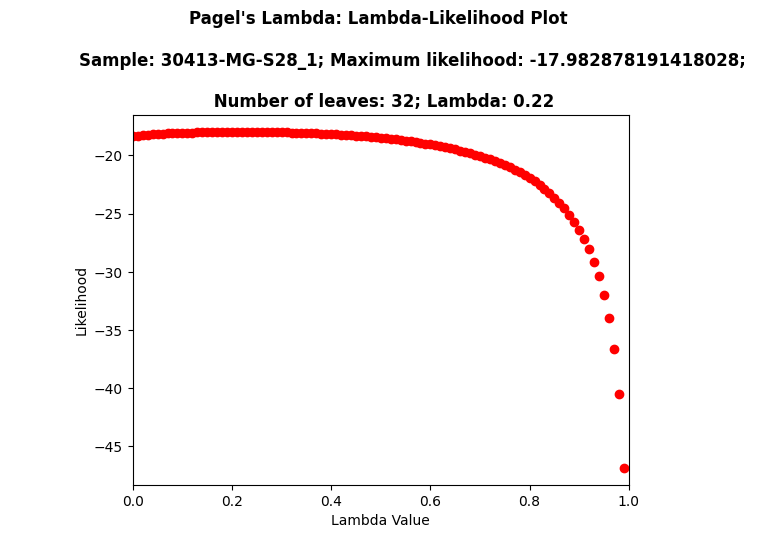 Pagel's Lambda: Lambda-Likelihood Plot
Sample: 30413-MG-S28_1; Maximum likelihood: -17.982878191418028;
Number of leaves: 32; Lambda: 0.22
−20
−25
−30
−35
−40
−45
Likelihood
0.0 0.2 0.4 0.6 0.8 1.0
Lambda Value